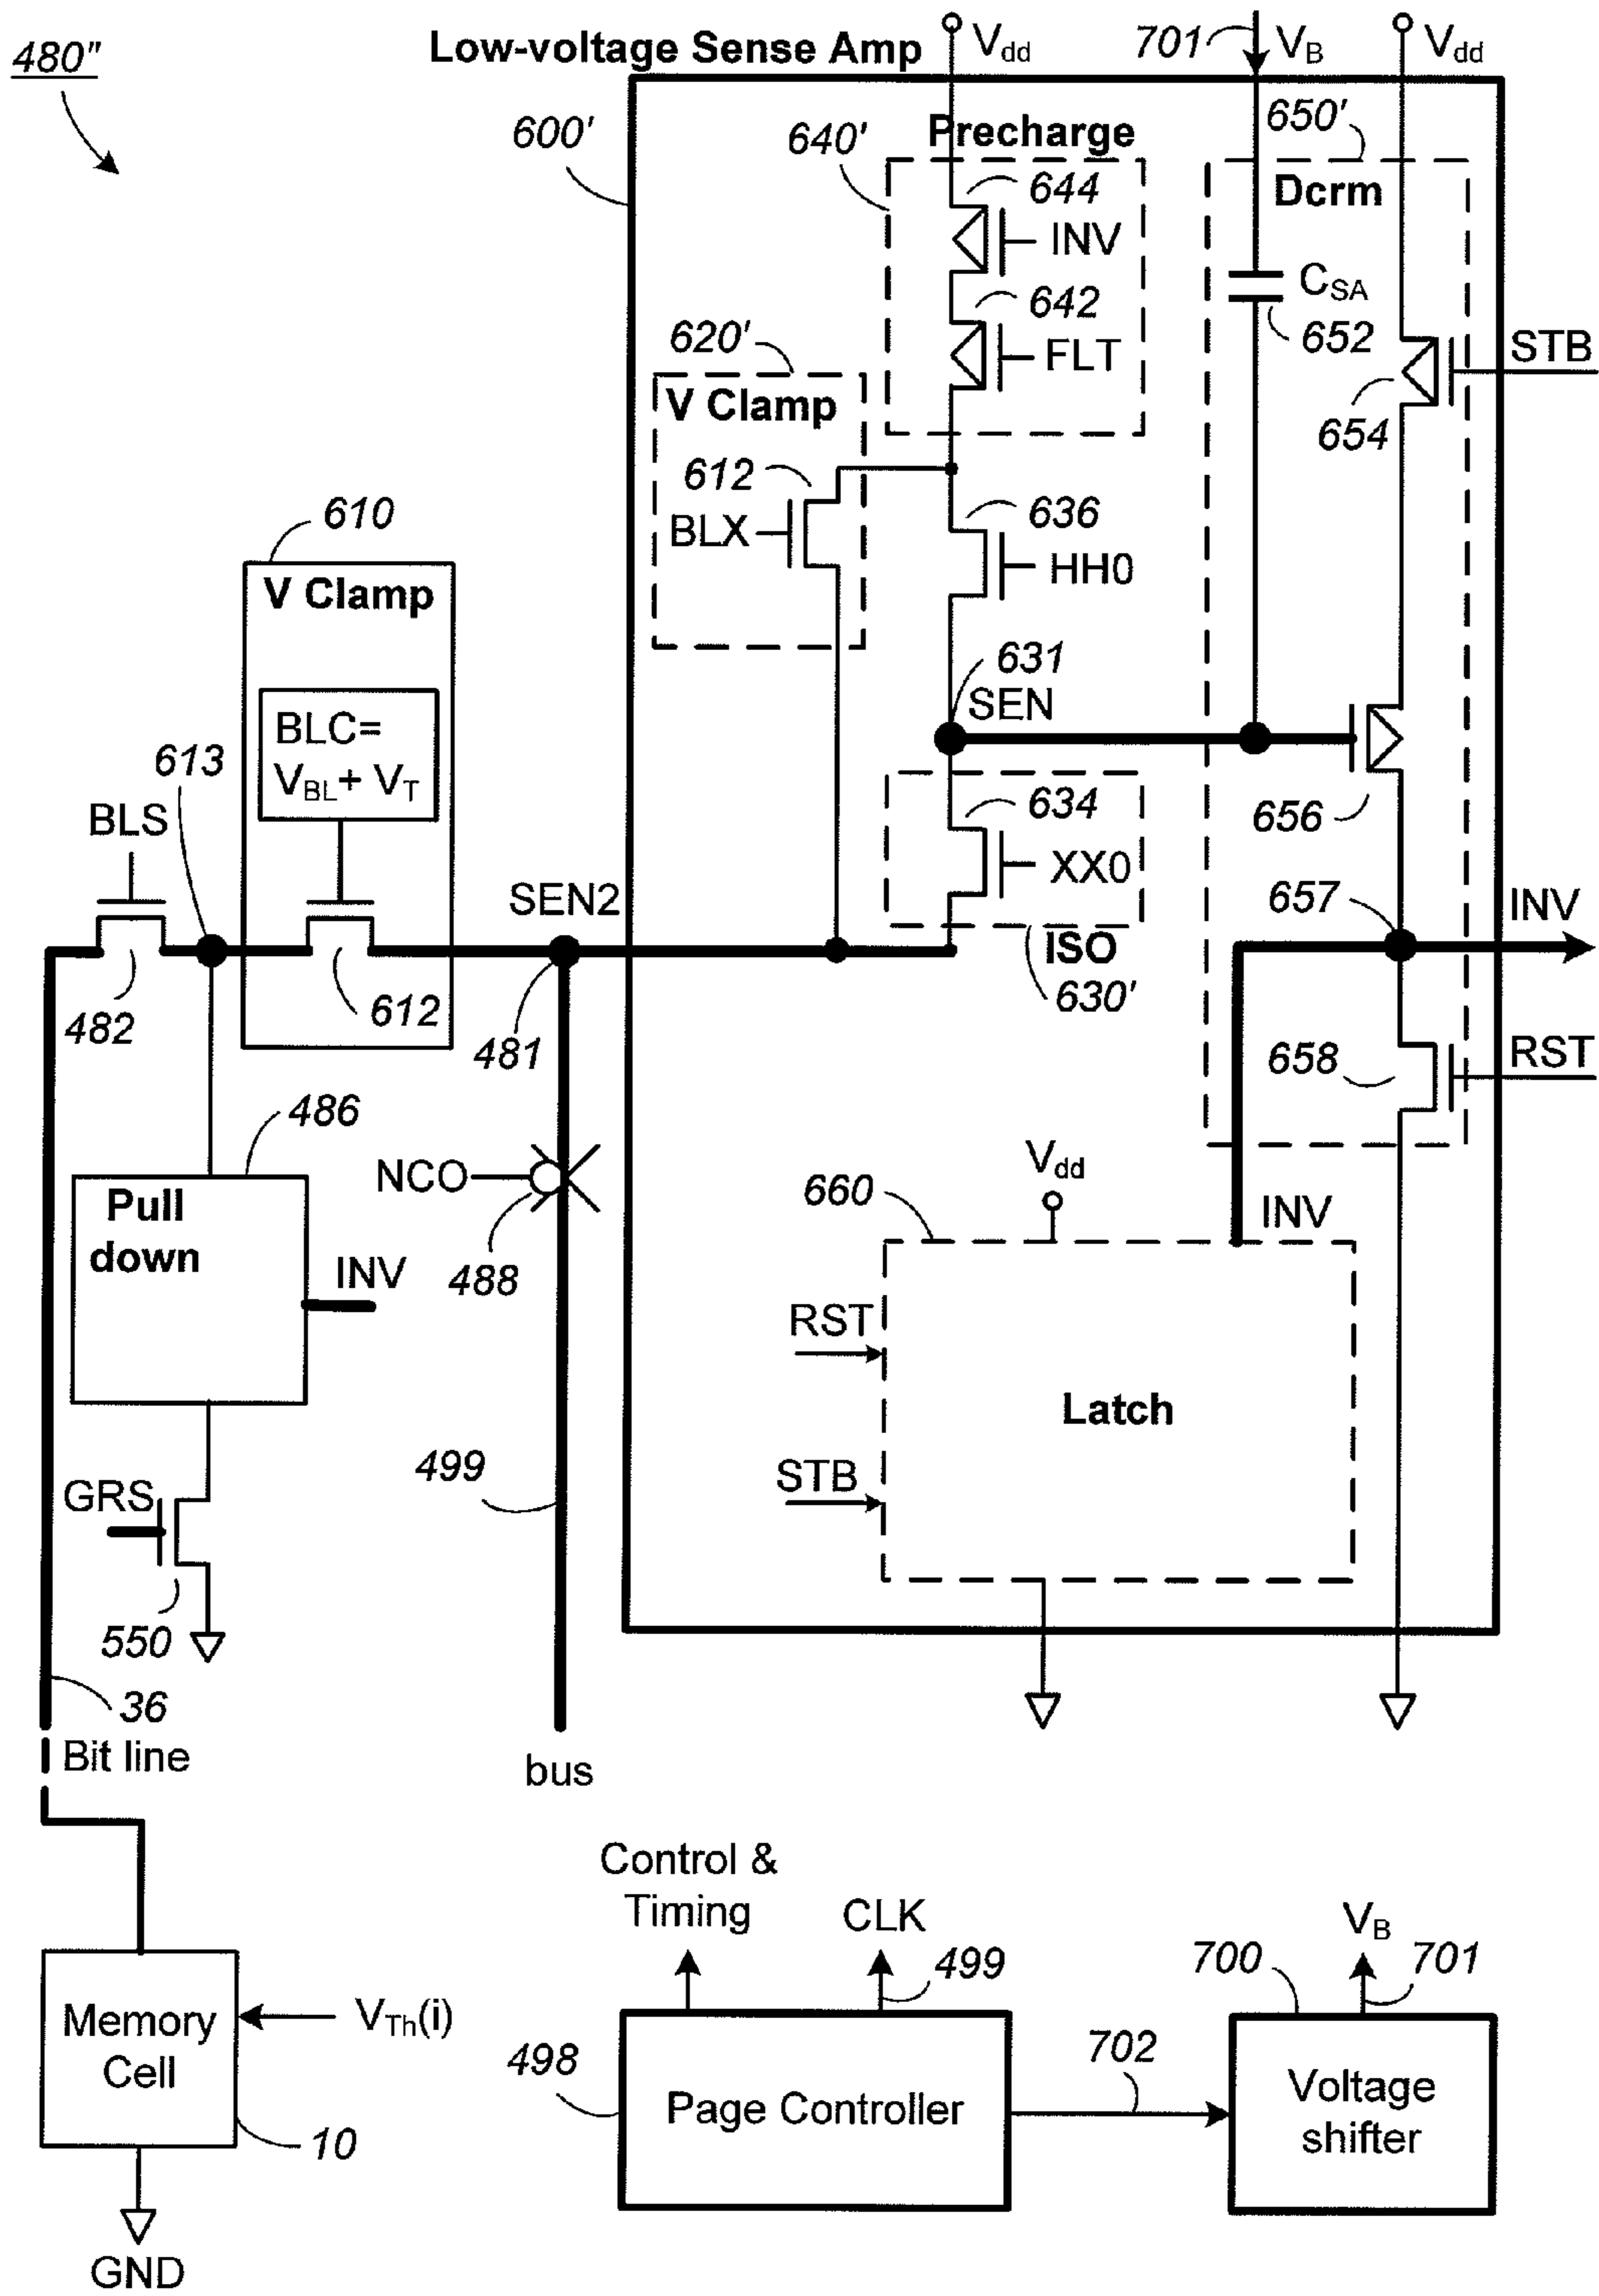 480"
Low-voltage Sense Amp
Vdd
701
VB
Vdd
600'
640'
Precharge
650'
Dcrm
644
INV
642
FLT
CSA
652
STB
654
620'
V Clamp
612
BLX
636
HH0
610
V Clamp
BLC=
VBL+ VT
631
SEN
613
BLS
634
XX0
656
SEN2
657
INV
ISO
630'
482
612
481
658
RST
486
Pull
down
INV
NCO
488
Vdd
660
INV
RST
Latch
STB
499
GRS
550
36
Bit line
bus
Control &
Timing
CLK
499
VB
700
701
Memory
Cell
VTh(i)
10
498
Page Controller
702
Voltage
shifter
GND